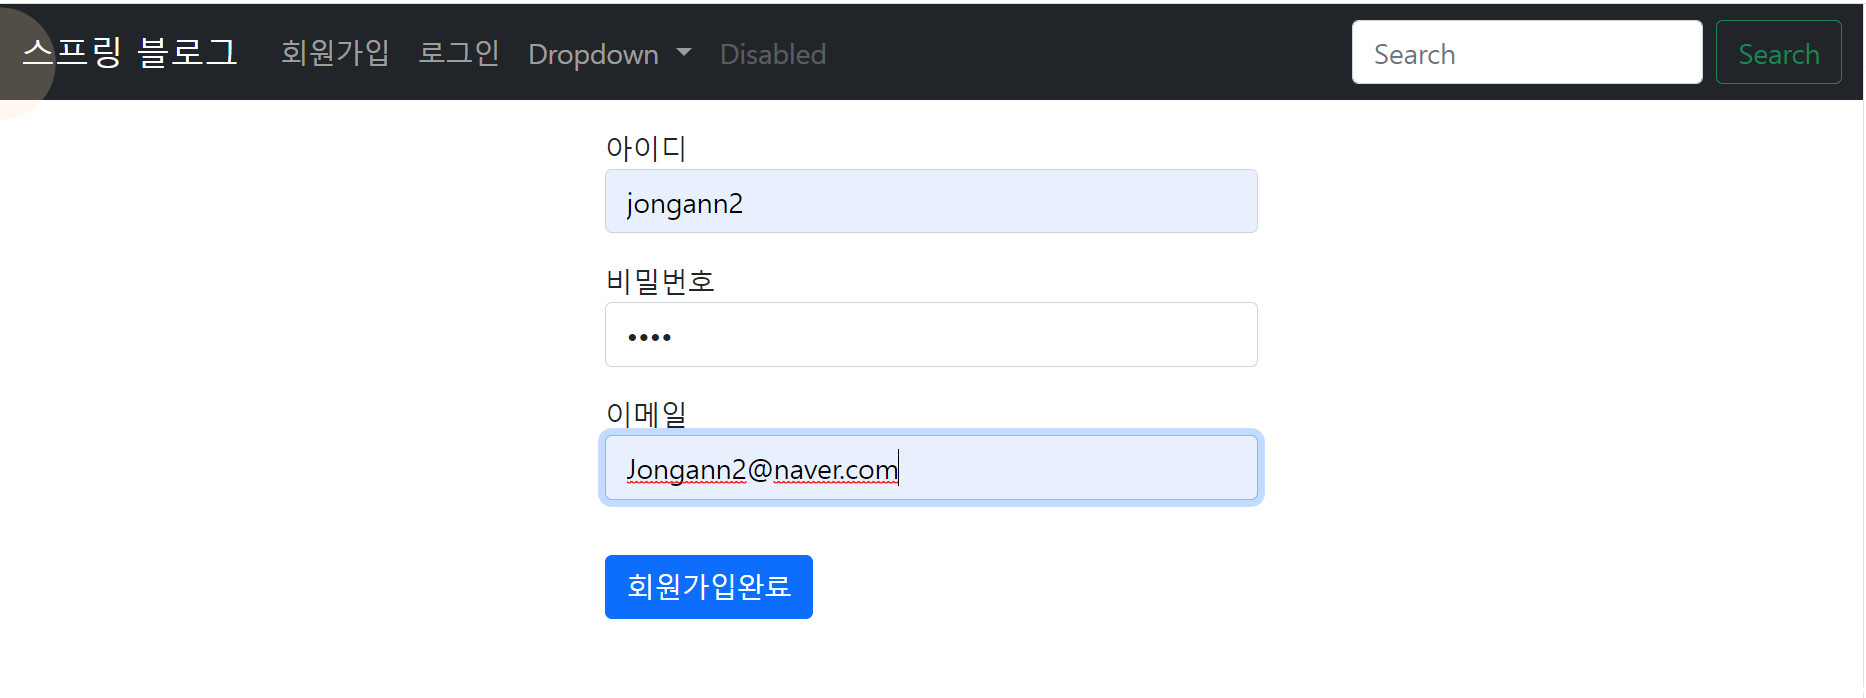 스프링 블로그 회원가입 로그인 Dropdown Disabled Search Search
아이디
jongann2
비밀번호
••••
이메일
Jongann2@naver.com
회원가입완료